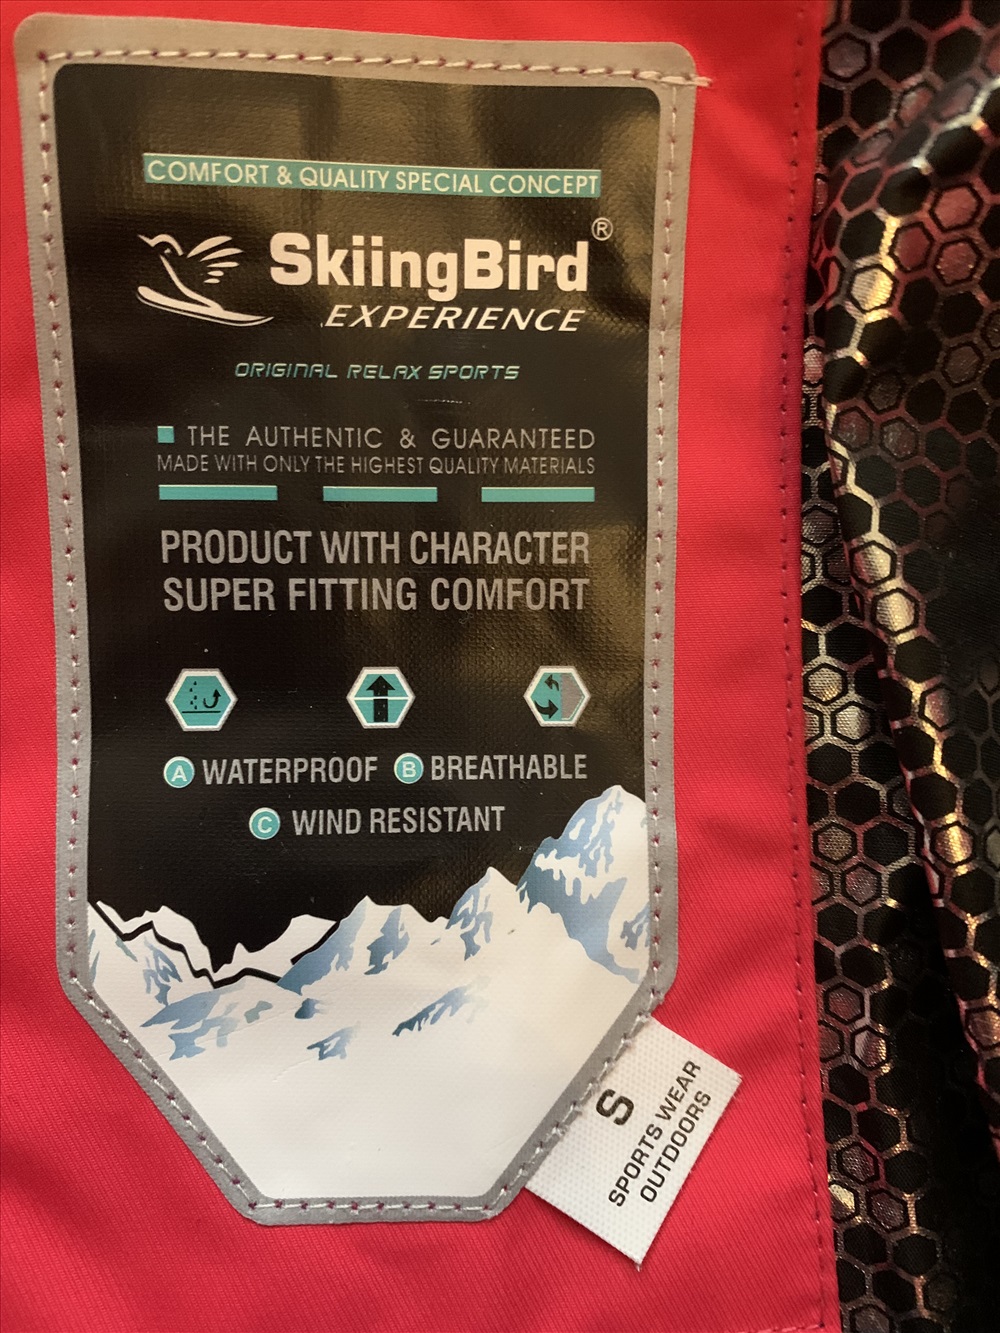 COMFORT & QUALITY SPECIAL CONCEPT
SkiingBird®
EXPERIENCE
ORIGINAL RELAX SPORTS
THE AUTHENTIC & GUARANTEED
MADE WITH ONLY THE HIGHEST QUALITY MATERIALS
PRODUCT WITH CHARACTER
SUPER FITTING COMFORT
A WATERPROOF B BREATHABLE
C WIND RESISTANT
S
SPORTS WEAR
OUTDOORS